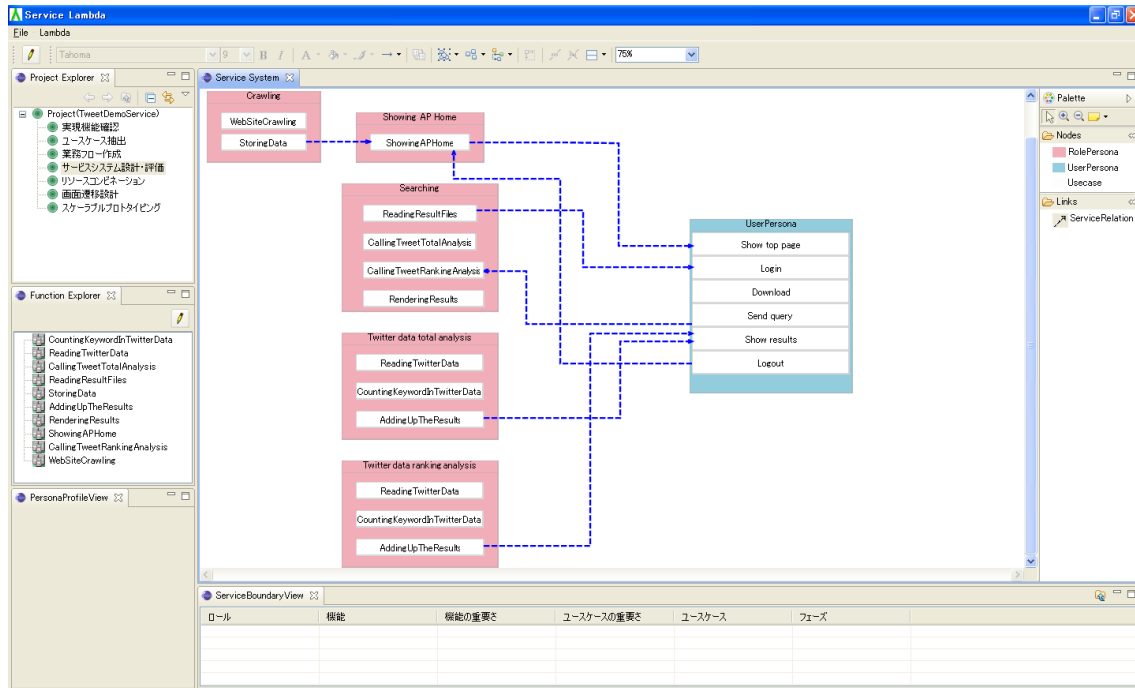 Service Lambda
File Lambda
Tahoma 9 B I A 75%
Project Explorer
Project(TweetDemoService)
実現機能確認
ユースケース抽出
業務フロー作成
サービスシステム設計・評価
リソースコンビネーション
画面遷移設計
スケーラブルプロトタイピング
Function Explorer
CountingKeywordInTwitterData
ReadingTwitterData
CallingTweetTotalAnalysis
ReadingResultFiles
StoringData
AddingUpTheResults
RenderingResults
ShowingAPHome
CallingTweetRankingAnalysis
WebSiteCrawling
PersonaProfileView
Service System
Crawling
WebSiteCrawling
StoringData
Showing AP Home
ShowingAPHome
Searching
ReadingResultFiles
CallingTweetTotalAnalysis
CallingTweetRankingAnalysis
RenderingResults
Twitter data total analysis
ReadingTwitterData
CountingKeywordInTwitterData
AddingUpTheResults
Twitter data ranking analysis
ReadingTwitterData
CountingKeywordInTwitterData
AddingUpTheResults
UserPersona
Show top page
Login
Download
Send query
Show results
Logout
Palette
Nodes
RolePersona
UserPersona
Usecase
Links
ServiceRelation
ServiceBoundaryView
ロール 機能 機能の重要さ ユースケースの重要さ ユースケース フェーズ